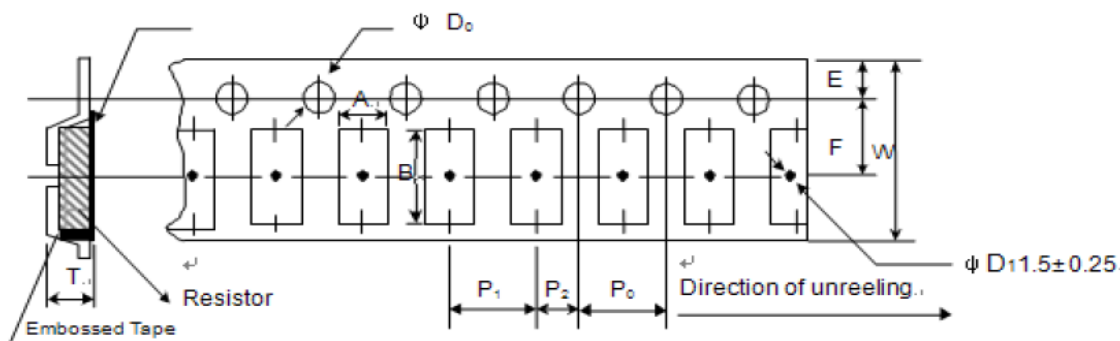 Φ D₀
E
A
F
W
B
T
P₁
P₂
P₀
ψ D₁1.5±0.25
Direction of unreeling
Resistor
Embossed Tape